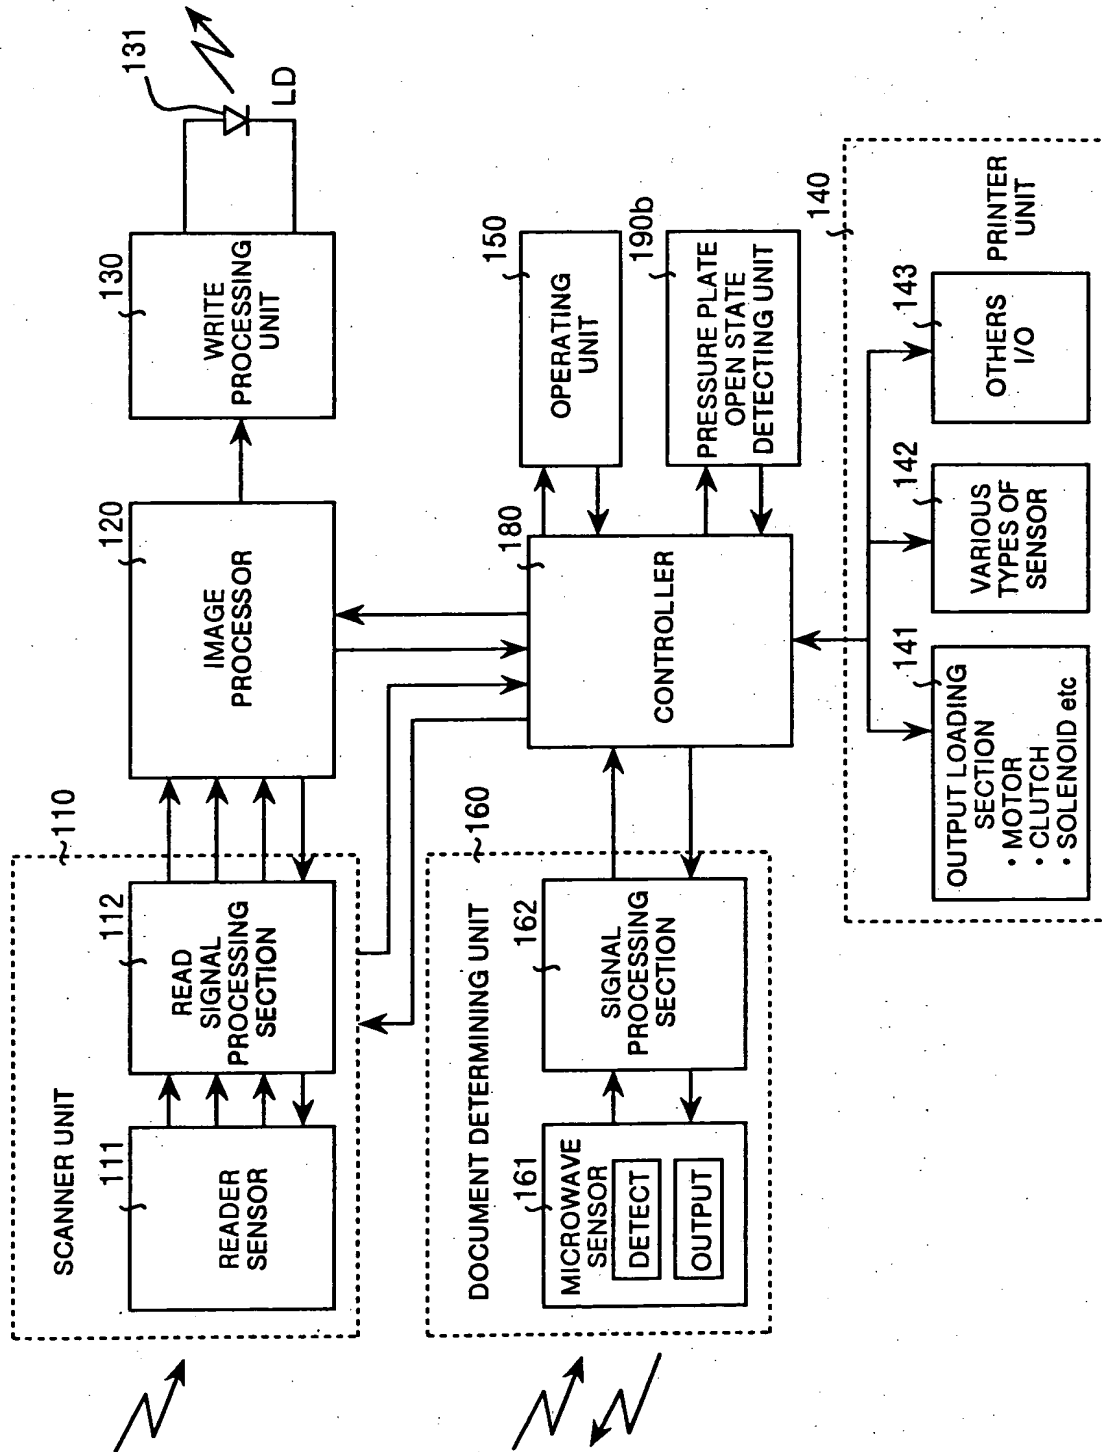 SCANNER UNIT
110
111
READER
SENSOR
112
READ
SIGNAL
PROCESSING
SECTION
120
IMAGE
PROCESSOR
130
WRITE
PROCESSING
UNIT
131
LD
DOCUMENT DETERMINING UNIT
160
161
MICROWAVE
SENSOR
DETECT
OUTPUT
162
SIGNAL
PROCESSING
SECTION
180
CONTROLLER
150
OPERATING
UNIT
190b
PRESSURE PLATE
OPEN STATE
DETECTING UNIT
140
PRINTER
UNIT
141
OUTPUT LOADING
SECTION
• MOTOR
• CLUTCH
• SOLENOID etc
142
VARIOUS
TYPES OF
SENSOR
143
OTHERS
I/O